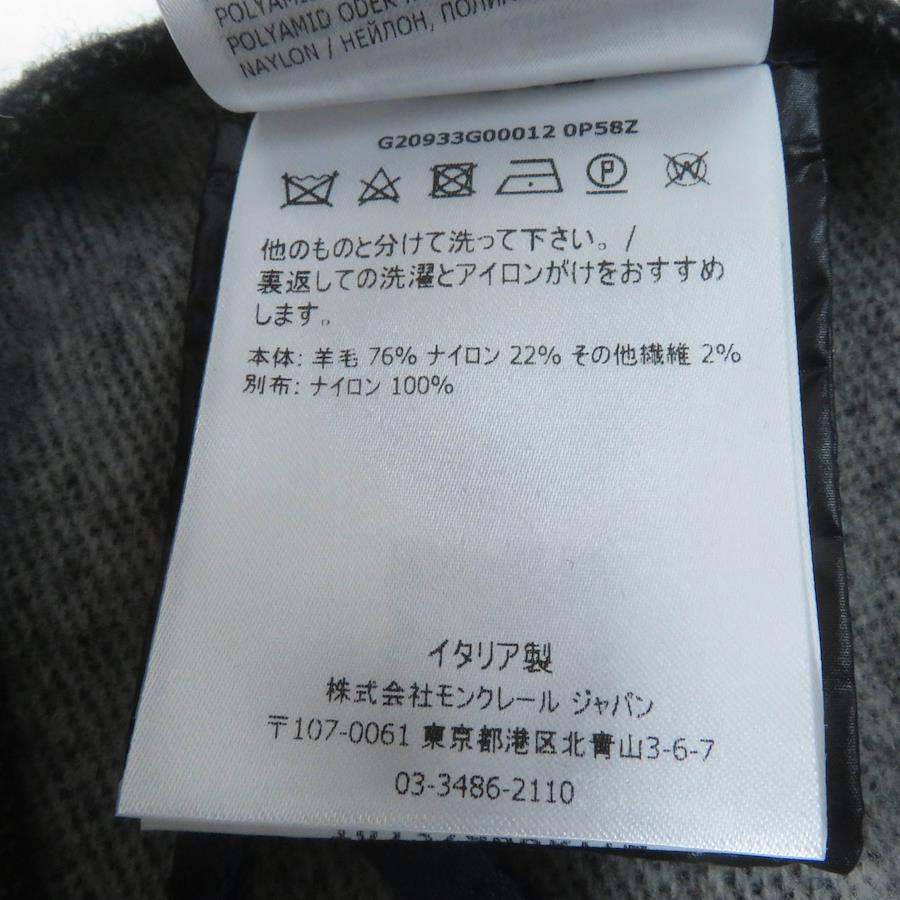 POLYAMID ODER
NAYLON / НЕЙЛОН,
G20933G00012 0P58Z
P
W
他のものと分けて洗って下さい。/
裏返しての洗濯とアイロンがけをおすすめ
します。
本体: 羊毛 76% ナイロン 22% その他繊維 2%
別布: ナイロン 100%
イタリア製
株式会社モンクレール ジャパン
〒107-0061 東京都港区北青山3-6-7
03-3486-2110